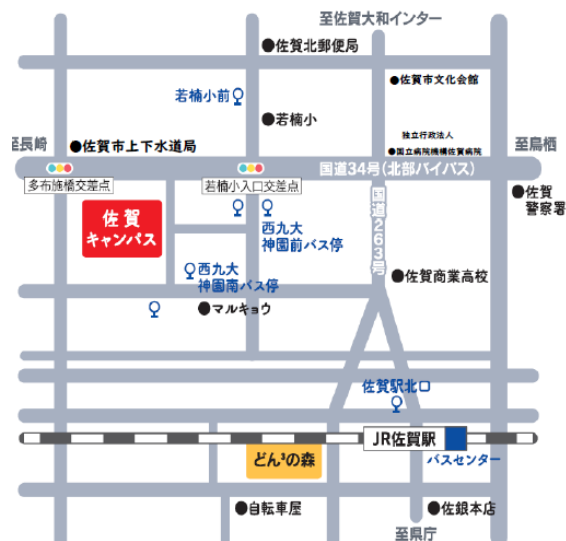 至佐賀大和インター
●佐賀北郵便局
若楠小前
●佐賀市文化会館
●若楠小
独立行政法人
●国立病院機構佐賀病院
至長崎
●佐賀市上下水道局
至鳥栖
国道34号(北部バイパス)
多布施橋交差点
若楠小入口交差点
●佐賀
警察署
佐賀
キャンパス
西九大
神園前バス停
国道263号
西九大
神園南バス停
●佐賀商業高校
●マルキョウ
佐賀駅北口
JR佐賀駅
バスセンター
どん³の森
●自転車屋
●佐銀本店
至県庁